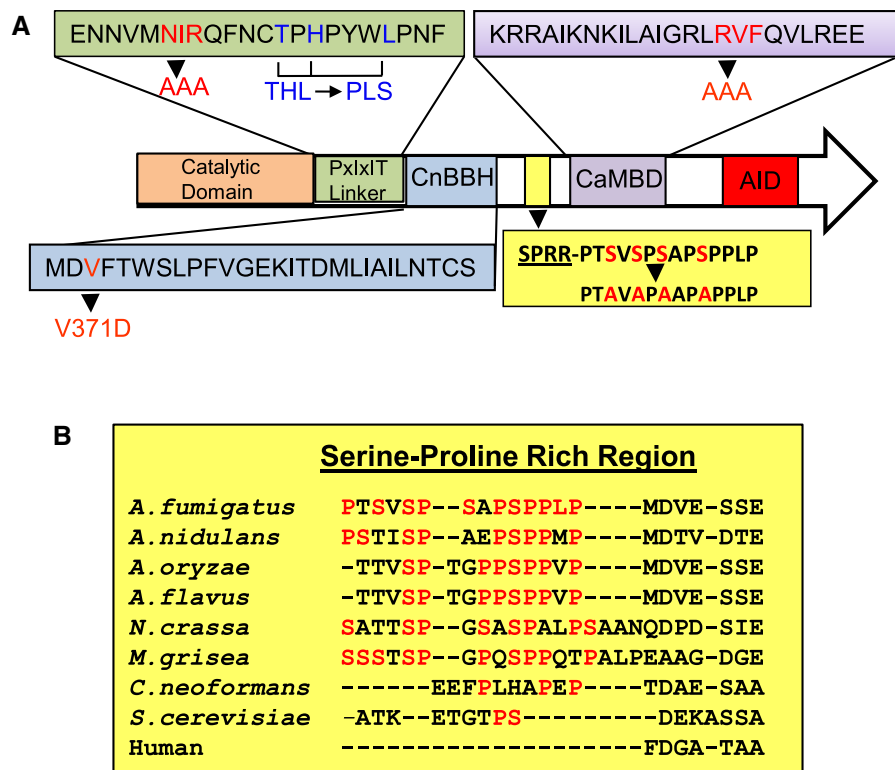 A
ENNVMNIRQFNCTPHPYWLPNF
KRRAIKNKILAIGRLRVFQVLREE
AAA
THL→PLS
AAA
Catalytic
Domain
PxIxIT
Linker
CnBBH
CaMBD
AID
MDVFTWSLPFVGEKITDMLIAILNTCS
V371D
SPRR-PTSVSPSAPSPPLP
PTAVAPAAPAPPLP
B
Serine-Proline Rich Region
A.fumigatus PTSVSP--SAPSPPLP----MDVE-SSE
A.nidulans PSTISP--AEPSPPMP----MDTV-DTE
A.oryzae -TTVSP-TGPPSPPVP----MDVE-SSE
A.flavus -TTVSP-TGPPSPPVP----MDVE-SSE
N.crassa SATTSP--GSASPALPSAANQDPD-SIE
M.grisea SSSTSP--GPQSPPQTPALPEAAG-DGE
C.neoformans ------EEFPLHAPEP----TDAE-SAA
S.cerevisiae -ATK--ETGTPS---------DEKASSA
Human --------------------FDGA-TAA